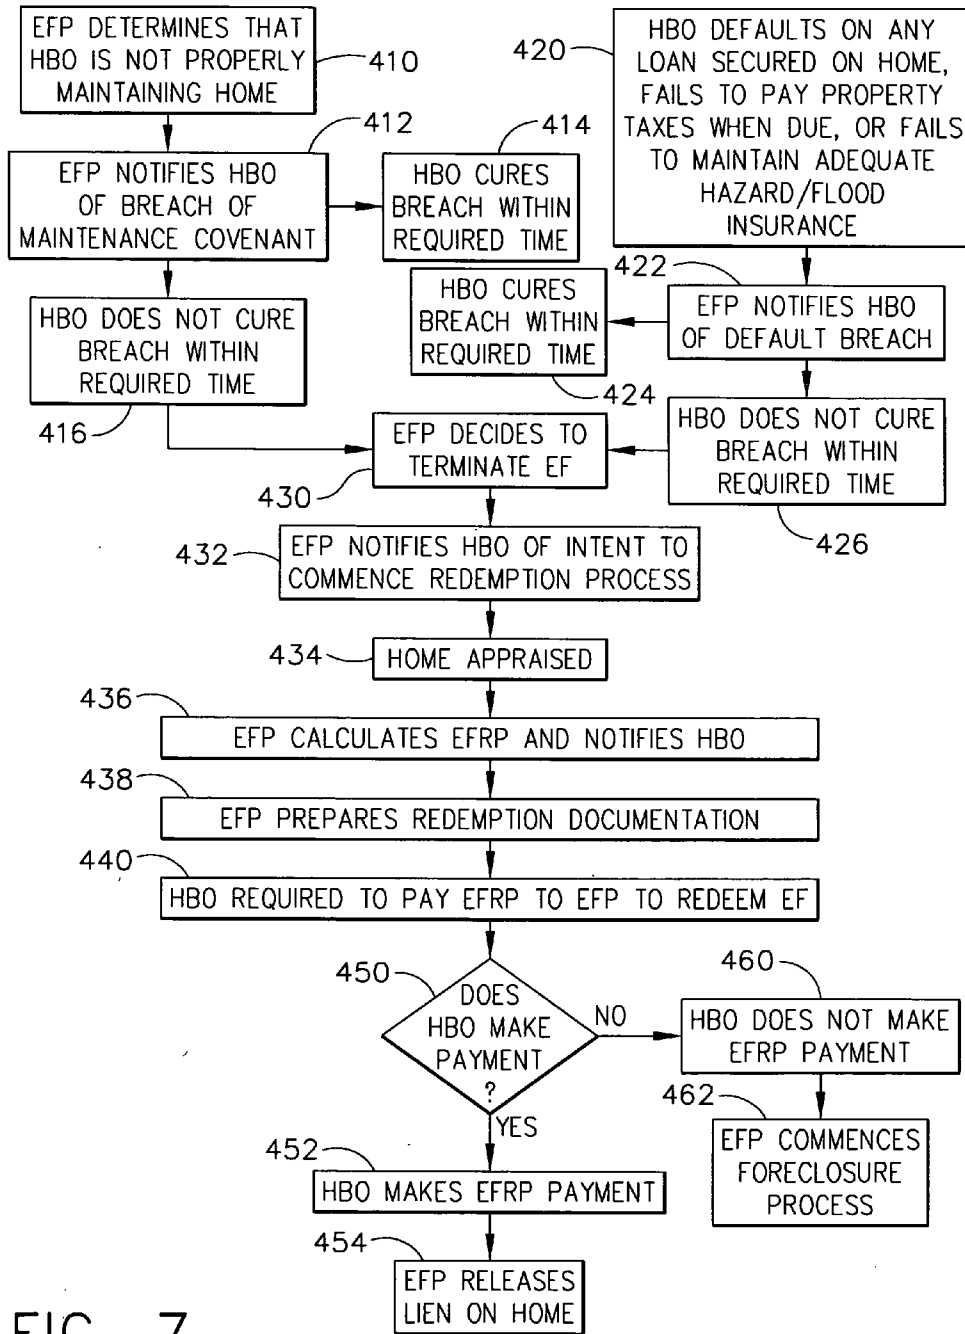 EFP DETERMINES THAT
HBO IS NOT PROPERLY
MAINTAINING HOME
410
412
EFP NOTIFIES HBO
OF BREACH OF
MAINTENANCE COVENANT
414
HBO CURES
BREACH WITHIN
REQUIRED TIME
HBO DOES NOT CURE
BREACH WITHIN
REQUIRED TIME
416
420
HBO DEFAULTS ON ANY
LOAN SECURED ON HOME,
FAILS TO PAY PROPERTY
TAXES WHEN DUE, OR FAILS
TO MAINTAIN ADEQUATE
HAZARD/FLOOD
INSURANCE
422
EFP NOTIFIES HBO
OF DEFAULT BREACH
HBO CURES
BREACH WITHIN
REQUIRED TIME
424
HBO DOES NOT CURE
BREACH WITHIN
REQUIRED TIME
426
EFP DECIDES TO
TERMINATE EF
430
432
EFP NOTIFIES HBO OF INTENT TO
COMMENCE REDEMPTION PROCESS
434
HOME APPRAISED
436
EFP CALCULATES EFRP AND NOTIFIES HBO
438
EFP PREPARES REDEMPTION DOCUMENTATION
440
HBO REQUIRED TO PAY EFRP TO EFP TO REDEEM EF
450
DOES
HBO MAKE
PAYMENT
?
NO
YES
460
HBO DOES NOT MAKE
EFRP PAYMENT
462
EFP COMMENCES
FORECLOSURE
PROCESS
452
HBO MAKES EFRP PAYMENT
454
EFP RELEASES
LIEN ON HOME
FIG. 7